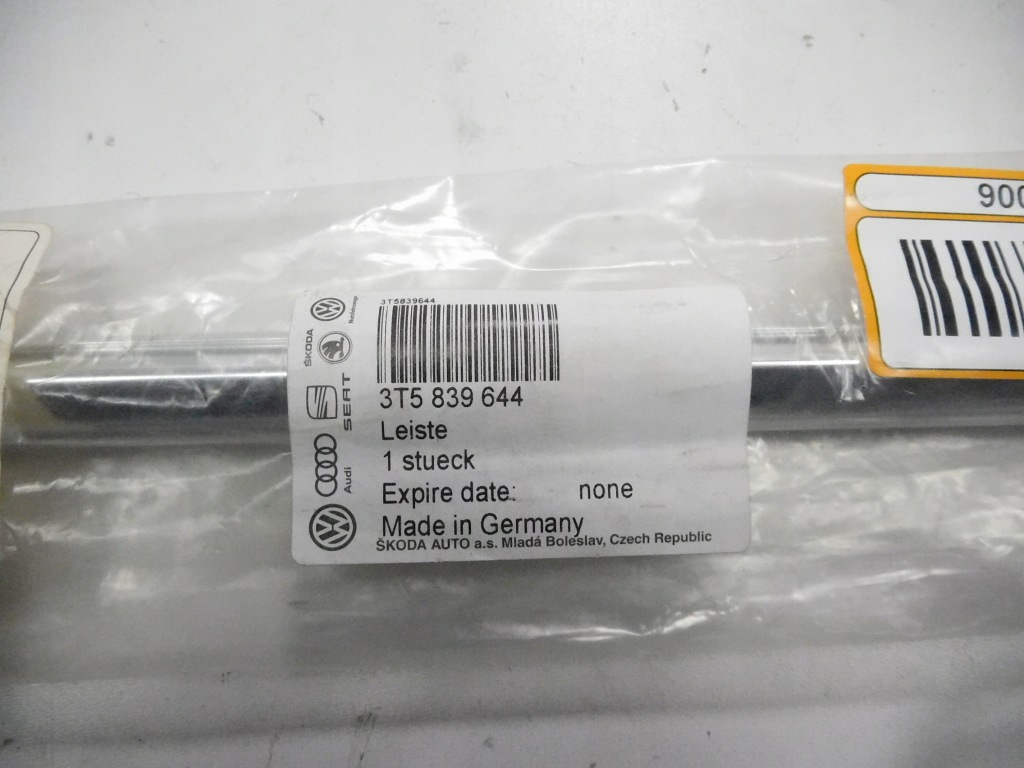 900
3T5839644
3T5 839 644
Leiste
1 stueck
Expire date: none
Made in Germany
ŠKODA AUTO a.s. Mladá Boleslav, Czech Republic
ŠKODA
SEAT
Audi